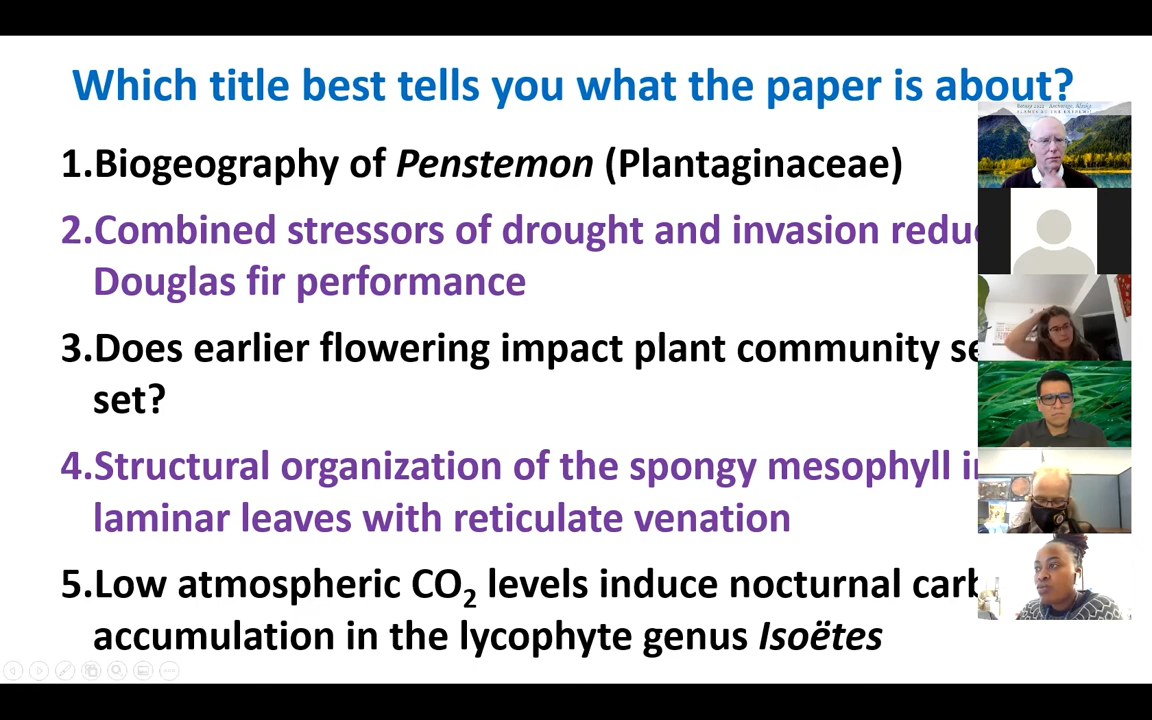 Which title best tells you what the paper is about?
1.Biogeography of Penstemon (Plantaginaceae)
2.Combined stressors of drought and invasion
Douglas fir performance
3.Does earlier flowering impact plant community
set?
4.Structural organization of the spongy mesophyll
laminar leaves with reticulate venation
5.Low atmospheric CO₂ levels induce nocturnal
accumulation in the lycophyte genus Isoëtes